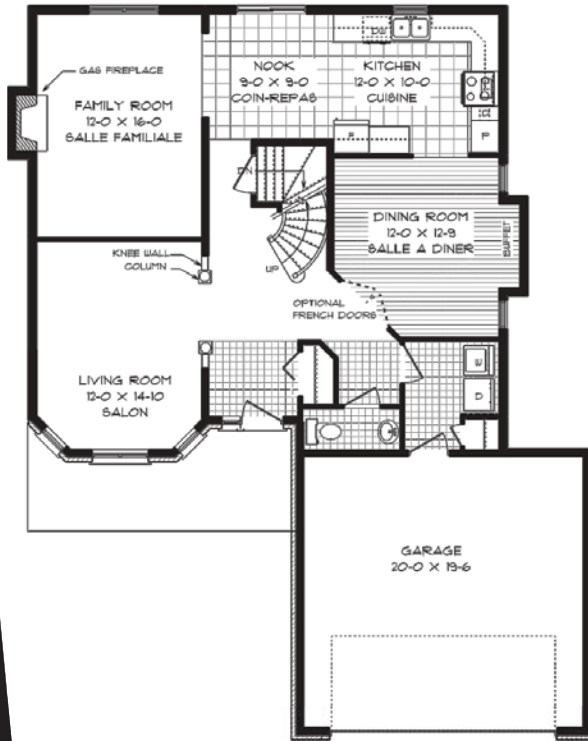 GAS FIREPLACE
FAMILY ROOM
12-0 X 16-0
SALLE FAMILIALE
NOOK
9-0 X 9-0
COIN-REPAS
KITCHEN
12-0 X 10-0
CUISINE
DW
F
P
DN
UP
DINING ROOM
12-0 X 12-9
SALLE A DINER
BUFFET
KNEE WALL
COLUMN
OPTIONAL
FRENCH DOORS
LIVING ROOM
12-0 X 14-10
SALON
D
GARAGE
20-0 X 19-6